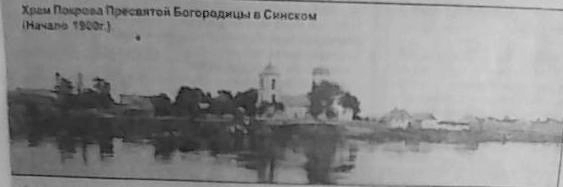 Храм Покрова Пресвятой Богородицы в Синском
(Начало 1900г.)